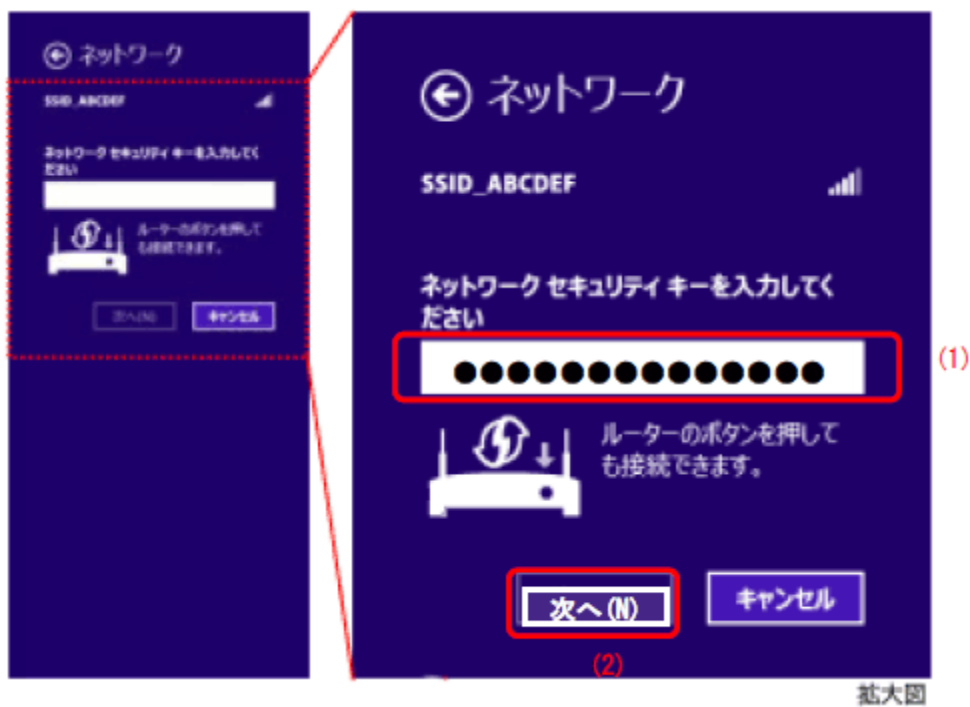 ネットワーク
SSID_ABCDEF
ネットワーク セキュリティ キーを入力してく
ださい
ルーターのボタンを押して
も接続できます。
次へ(N)
キャンセル
ネットワーク
SSID_ABCDEF
ネットワーク セキュリティ キーを入力してく
ださい
●●●●●●●●●●●●●●
(1)
ルーターのボタンを押して
も接続できます。
次へ(N)
キャンセル
(2)
拡大図